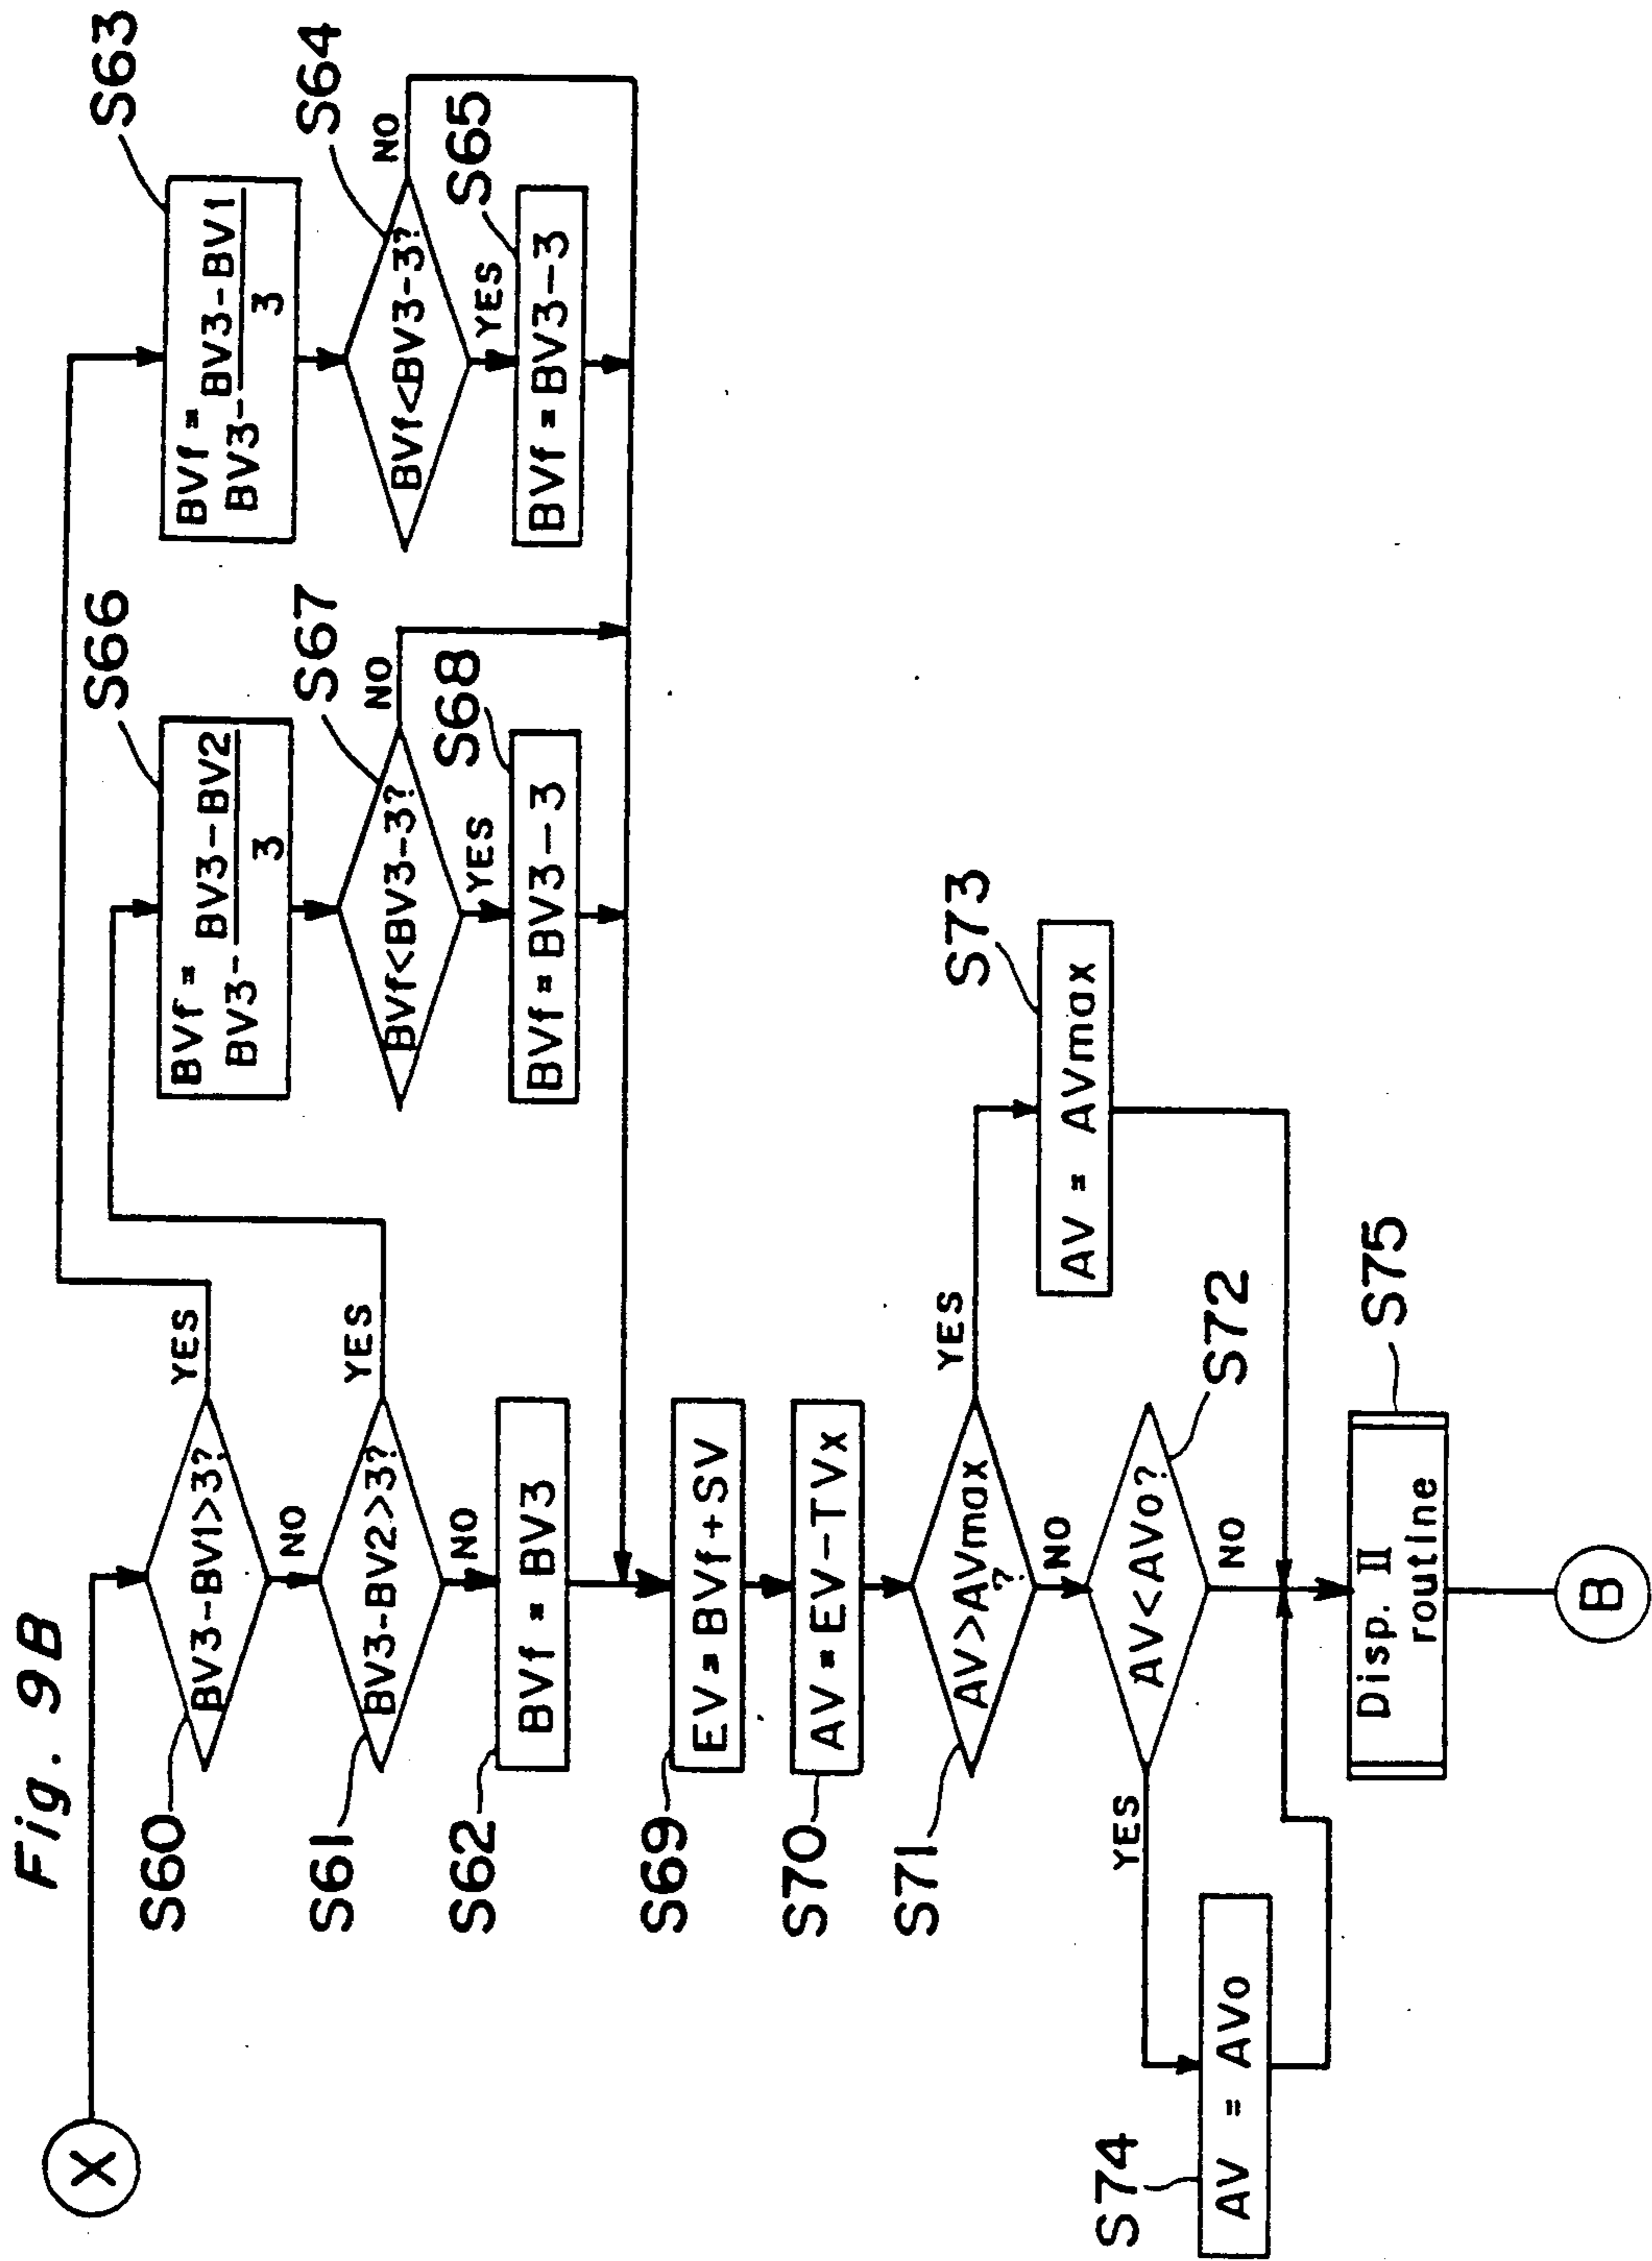 Fig. 9B
X
S60
BV3-BV1>3?
YES
NO
S61
BV3-BV2>3?
YES
NO
S62
BVf = BV3
S63
BVf =
BV3-BV1
BV3-
3
S64
BVf<BV3-3?
NO
YES
S65
BVf = BV3-3
S66
BVf =
BV3-BV2
BV3-
3
S67
BVf<BV3-3?
NO
YES
S68
BVf = BV3-3
S69
EV = BVf+SV
S70
AV = EV-TVx
S71
AV>AVmax
?
YES
NO
S73
AV = AVmax
S72
AV<AVo?
YES
NO
S74
AV = AVo
S75
Disp. II
routine
B